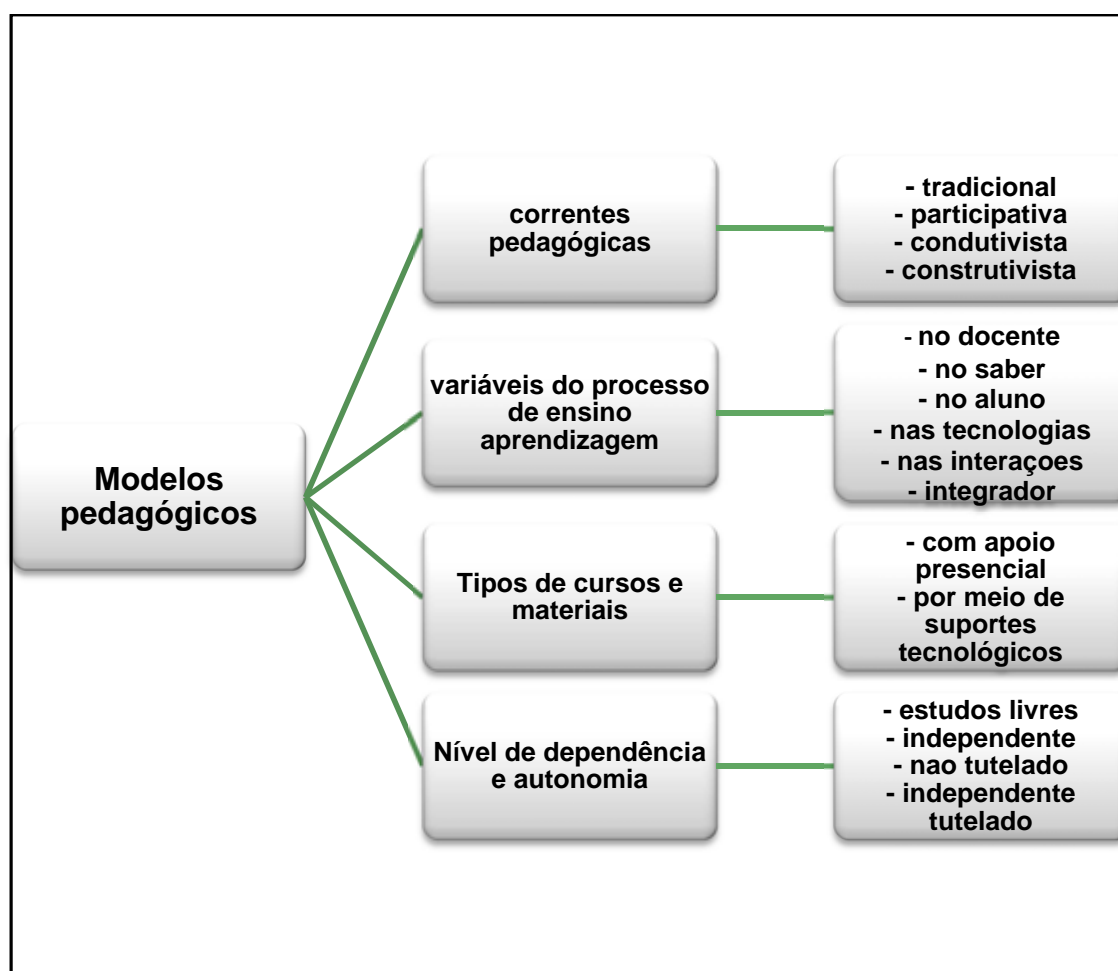 Modelos
pedagógicos
correntes
pedagógicas
- tradicional
- participativa
- condutivista
- construtivista
variáveis do processo
de ensino
aprendizagem
- no docente
- no saber
- no aluno
- nas tecnologias
- nas interaçoes
- integrador
Tipos de cursos e
materiais
- com apoio
presencial
- por meio de
suportes
tecnológicos
Nível de dependência
e autonomia
- estudos livres
- independente
- nao tutelado
- independente
tutelado